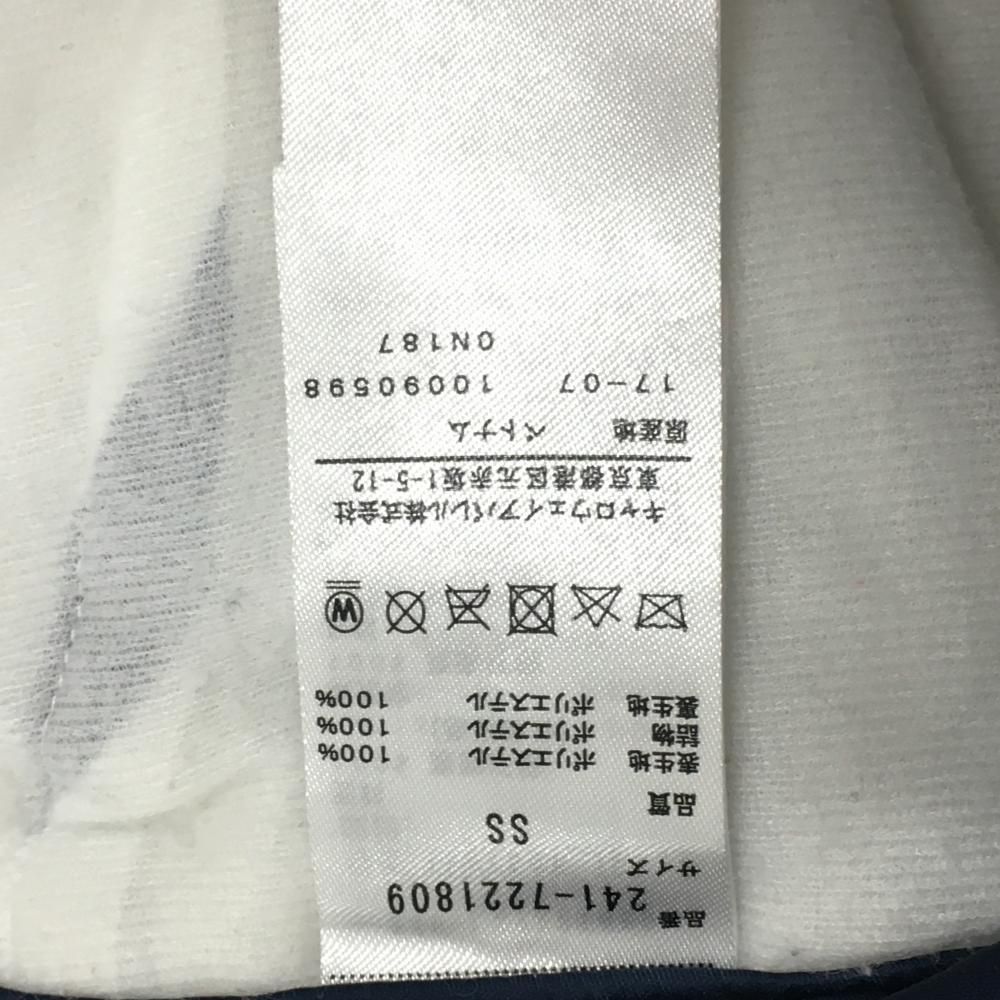 品番 241-7221809
サイズ
SS
品質
表生地 ポリエステル 100%
詰物 ポリエステル 100%
裏生地 ポリエステル 100%
W
キャロウェイアパレル株式会社
東京都港区元赤坂1-5-12
原産地 ベトナム
17-07 10090598
0N187